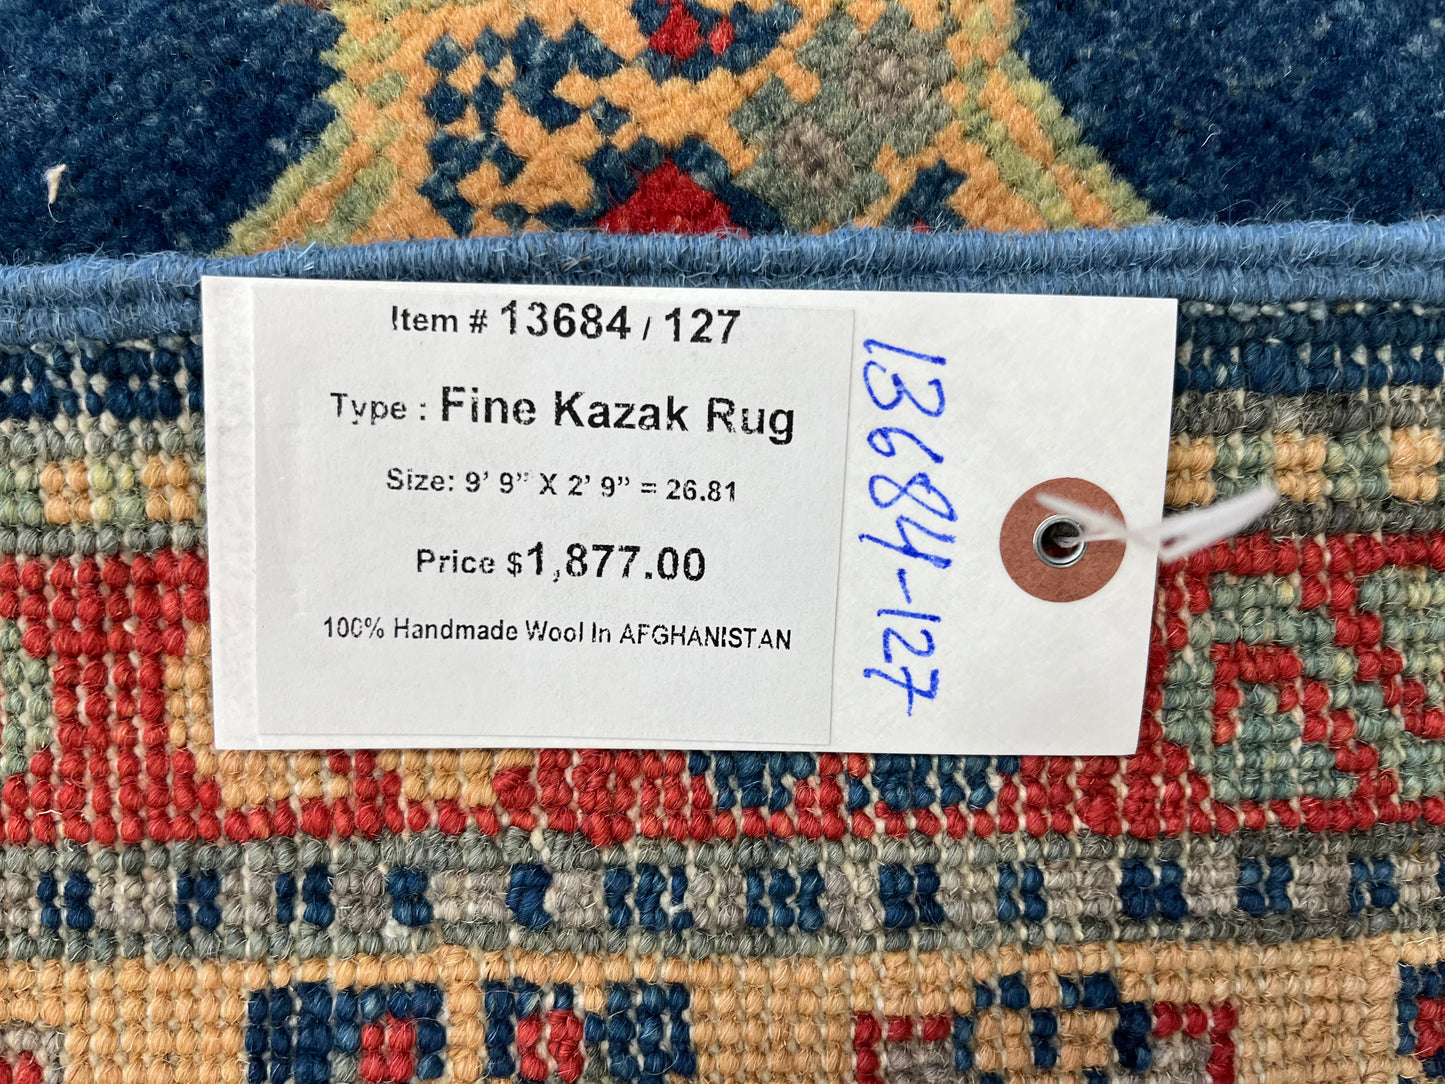 Item # 13684 / 127
Type : Fine Kazak Rug
Size: 9' 9" X 2' 9" = 26.81
Price $1,877.00
100% Handmade Wool In AFGHANISTAN
13684-127